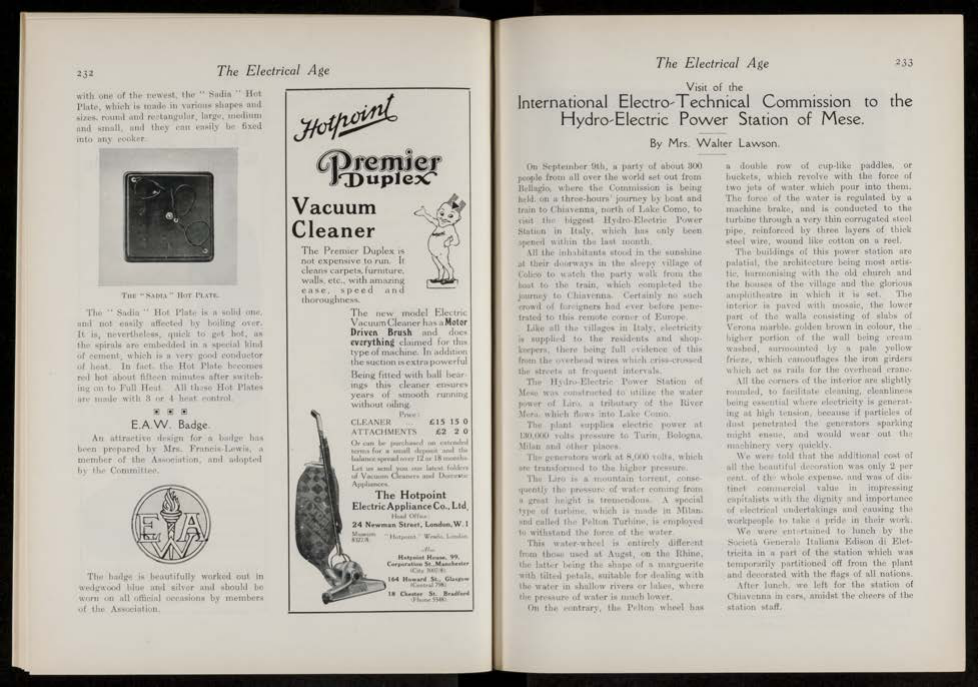 232
The Electrical Age
with one of the newest, the " Sadia " Hot
Plate, which is made in various shapes and
sizes, round and rectangular, large, medium
and small, and they can easily be fixed
into any cooker.
THE "SADIA" HOT PLATE.
The " Sadia " Hot Plate is a solid one,
and not easily affected by boiling over.
It is, nevertheless, quick to get hot, as
the spirals are embedded in a special kind
of cement, which is a very good conductor
of heat. In fact, the Hot Plate becomes
red hot about fifteen minutes after switch-
ing on to Full Heat. All these Hot Plates
are made with 3 or 4 heat control.
E.A.W. Badge.
An attractive design for a badge has
been prepared by Mrs. Francis-Lewis, a
member of the Association, and adopted
by the Committee.
E W A
The badge is beautifully worked out in
wedgwood blue and silver and should be
worn on all official occasions by members
of the Association.
Hotpoint
Premier
Duplex
Vacuum
Cleaner
The Premier Duplex is
not expensive to run. It
cleans carpets, furniture,
walls, etc., with amazing
ease, speed and
thoroughness.
The new model Electric
Vacuum Cleaner has a Motor
Driven Brush and does
everything claimed for this
type of machine. In addition
the suction is extra powerful
Being fitted with ball bear-
ings this cleaner ensures
years of smooth running
without oiling.
Price:
CLEANER ... £15 15 0
ATTACHMENTS £2 2 0
Or can be purchased on extended
terms for a small deposit and the
balance spread over 12 or 18 months.
Let us send you our latest folders
of Vacuum Cleaners and Domestic
Appliances.
The Hotpoint
Electric Appliance Co., Ltd.
Head Office:
24 Newman Street, London, W.1
Museum "Hotpoint" Wesdo, London.
Also
Hotpoint House, 99,
Corporation St., Manchester
164 Howard St., Glasgow
18 Chester St. Bradford
The Electrical Age
233
Visit of the
International Electro-Technical Commission to the
Hydro-Electric Power Station of Mese.
By Mrs. Walter Lawson.
On September 9th, a party of about 300
people from all over the world set out from
Bellagio, where the Commission is being
held, on a three-hours' journey by boat and
train to Chiavenna, north of Lake Como, to
visit the biggest Hydro-Electric Power
Station in Italy, which has only been
opened within the last month.
All the inhabitants stood in the sunshine
at their doorways in the sleepy village of
Colico to watch the party walk from the
boat to the train, which completed the
journey to Chiavenna. Certainly no such
crowd of foreigners had ever before pene-
trated to this remote corner of Europe.
Like all the villages in Italy, electricity
is supplied to the residents and shop-
keepers, there being full evidence of this
from the overhead wires which criss-crossed
the streets at frequent intervals.
The Hydro-Electric Power Station of
Mese was constructed to utilize the water
power of Liro, a tributary of the River
Mera, which flows into Lake Como.
The plant supplies electric power at
130,000 volts pressure to Turin, Bologna,
Milan and other places.
The generators work at 8,000 volts, which
are transformed to the higher pressure.
The Liro is a mountain torrent, conse-
quently the pressure of water coming from
a great height is tremendous. A special
type of turbine, which is made in Milan,
and called the Pelton Turbine, is employed
to withstand the force of the water.
This water-wheel is entirely different
from those used at Augst, on the Rhine,
the latter being the shape of a marguerite
with tilted petals, suitable for dealing with
the water in shallow rivers or lakes, where
the pressure of water is much lower.
On the contrary, the Pelton wheel has
a double row of cup-like paddles, or
buckets, which revolve with the force of
two jets of water which pour into them.
The force of the water is regulated by a
machine brake, and is conducted to the
turbine through a very thin corrugated steel
pipe, reinforced by three layers of thick
steel wire, wound like cotton on a reel.
The buildings of this power station are
palatial, the architecture being most artis-
tic, harmonising with the old church and
the houses of the village and the glorious
amphitheatre in which it is set. The
interior is paved with mosaic, the lower
part of the walls consisting of slabs of
Verona marble, golden brown in colour, the
higher portion of the wall being cream
washed, surmounted by a pale yellow
frieze, which camouflages the iron girders
which act as rails for the overhead crane.
All the corners of the interior are slightly
rounded, to facilitate cleaning, cleanliness
being essential where electricity is generat-
ing at high tension, because if particles of
dust penetrated the generators sparking
might ensue, and would wear out the
machinery very quickly.
We were told that the additional cost of
all the beautiful decoration was only 2 per
cent. of the whole expense, and was of dis-
tinct commercial value in impressing
capitalists with the dignity and importance
of electrical undertakings and causing the
workpeople to take a pride in their work.
We were entertained to lunch by the
Società Generale Italiana Edison di Elet-
tricita in a part of the station which was
temporarily partitioned off from the plant
and decorated with the flags of all nations.
After lunch, we left for the station of
Chiavenna in cars, amidst the cheers of the
station staff.